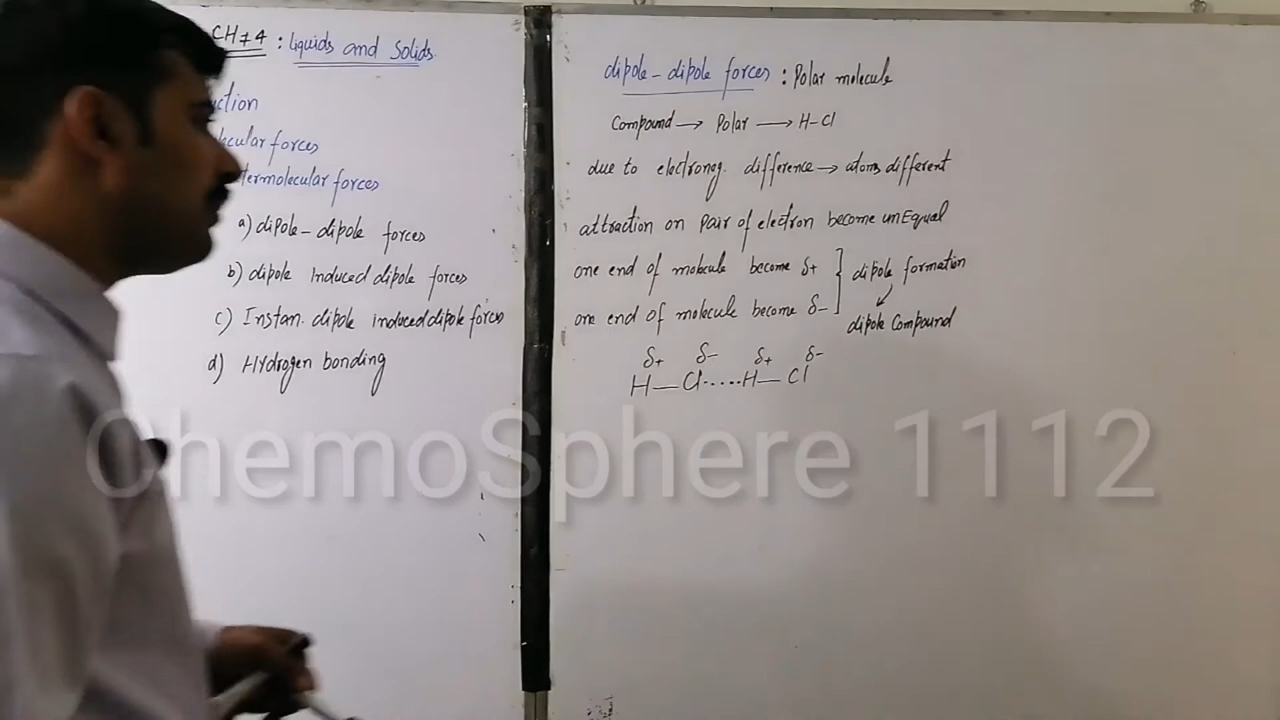 CH # 4 : Liquids and Solids.
uction
lecular forces
termolecular forces
a) dipole - dipole forces
b) dipole induced dipole forces
c) Instan. dipole induced dipole forces
d) Hydrogen bonding
dipole - dipole forces : Polar molecule
Compound → Polar → H-Cl
due to electroneg. difference → atoms different
attraction on pair of electron become unEqual
one end of molecule become δ+ ] dipole formation
one end of molecule become δ- dipole compound
δ+ δ- δ+ δ-
H — Cl ..... H — Cl
ChemoSphere 1112